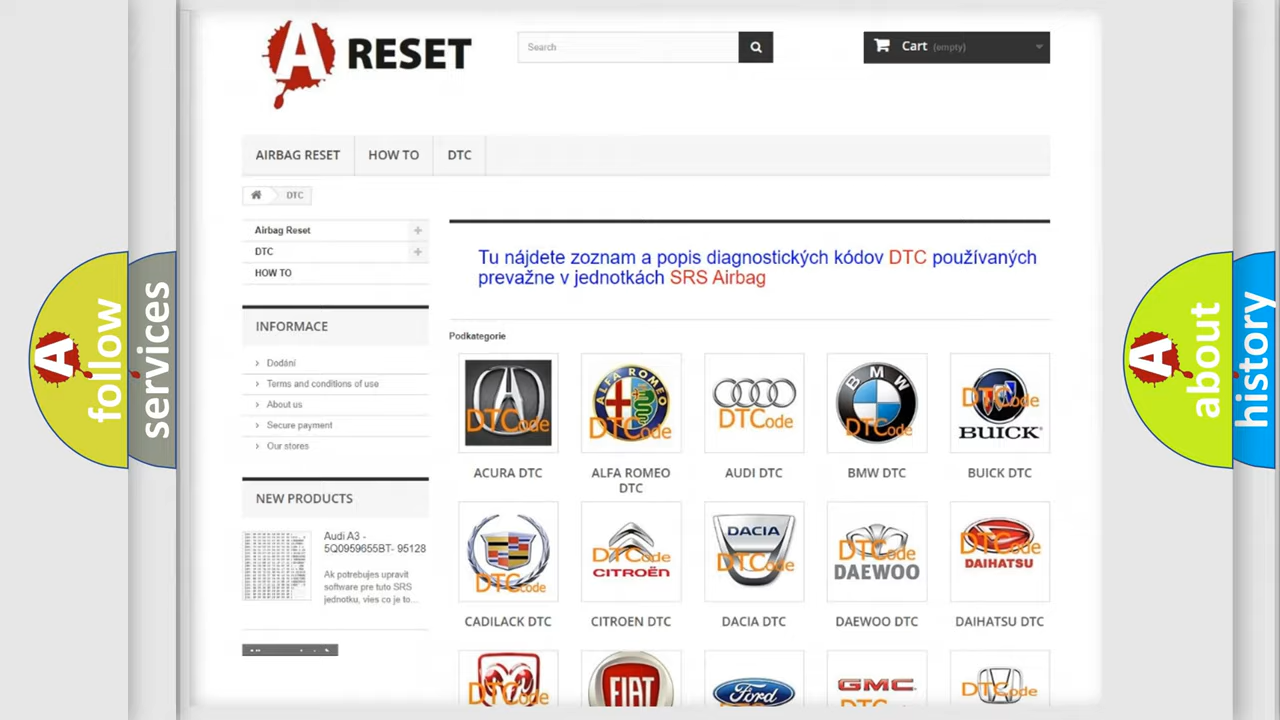 A RESET
Search
Cart (empty)
AIRBAG RESET
HOW TO
DTC
DTC
Airbag Reset
DTC
HOW TO
INFORMACE
Dodání
Terms and conditions of use
About us
Secure payment
Our stores
NEW PRODUCTS
Audi A3 -
5Q0959655BT- 95128
Ak potrebujes upravit
software pre tuto SRS
jednotku, vies co je to...
Tu nájdete zoznam a popis diagnostických kódov DTC používaných
prevažne v jednotkách SRS Airbag
Podkategorie
DTCode
ALFA ROMEO
DTCode
DTCode
BMW
DTCode
DTCode
BUICK
ACURA DTC
ALFA ROMEO
DTC
AUDI DTC
BMW DTC
BUICK DTC
DTCode
DTCode
CITROËN
DACIA
DTCode
DTCode
DAEWOO
DTCode
DAIHATSU
CADILACK DTC
CITROEN DTC
DACIA DTC
DAEWOO DTC
DAIHATSU DTC
DTCode
FIAT
Ford
GMC
DTCode
A follow
services
A about
history